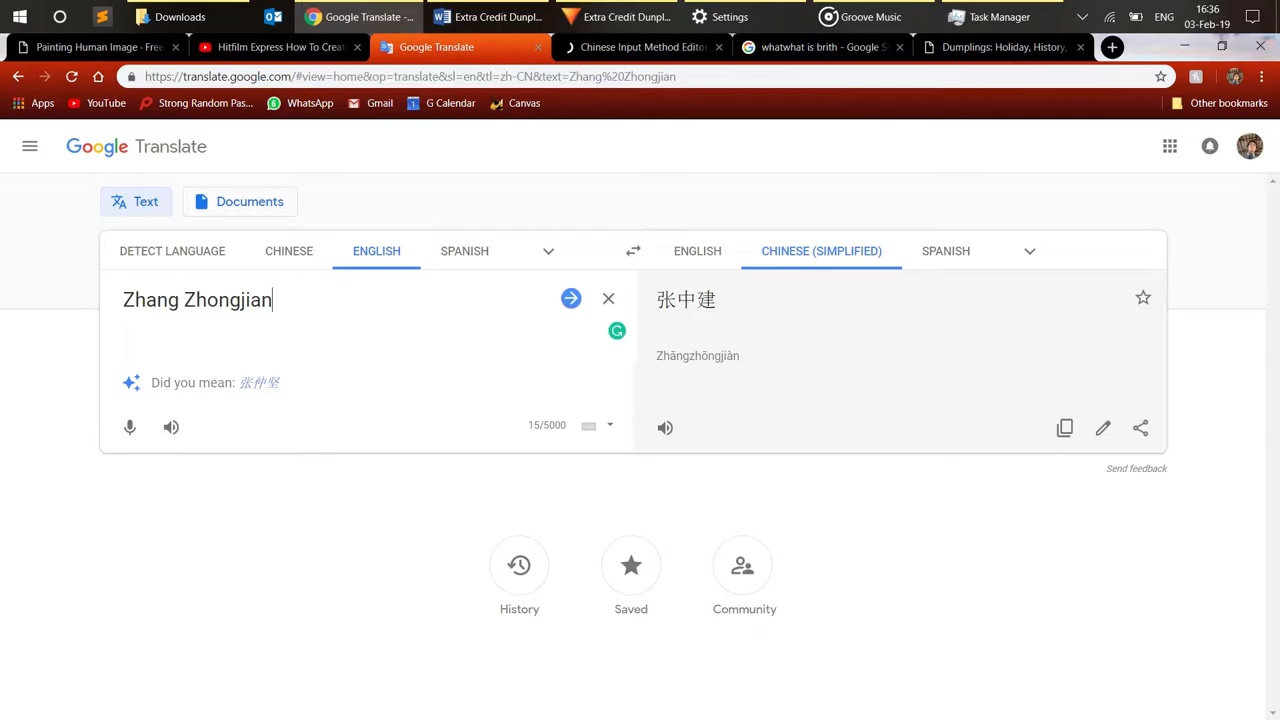 Downloads
Google Translate -...
Extra Credit Dunpl...
Extra Credit Dunpl...
Settings
Groove Music
Task Manager
ENG
16:36
03-Feb-19
Painting Human Image - Free
Hitfilm Express How To Creat
Google Translate
Chinese Input Method Editor
whatwhat is brith - Google S
Dumplings: Holiday, History,
https://translate.google.com/#view=home&op=translate&sl=en&tl=zh-CN&text=Zhang%20Zhongjian
Apps
YouTube
Strong Random Pas...
WhatsApp
Gmail
G Calendar
Canvas
Other bookmarks
Google Translate
Text
Documents
DETECT LANGUAGE
CHINESE
ENGLISH
SPANISH
ENGLISH
CHINESE (SIMPLIFIED)
SPANISH
Zhang Zhongjian
张中建
Zhāngzhōngjiàn
Did you mean: 张仲坚
15/5000
Send feedback
History
Saved
Community